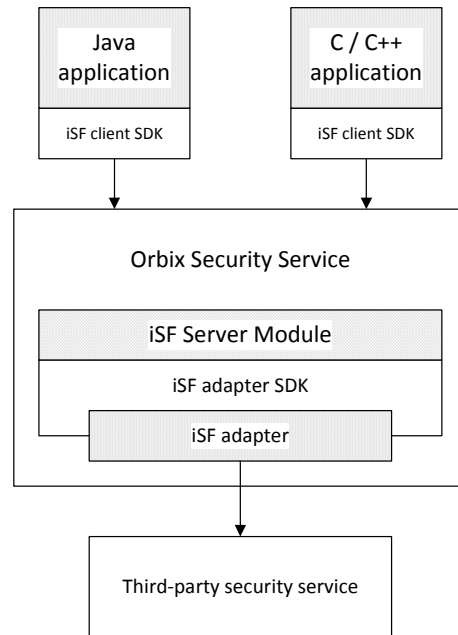 Java
application
iSF client SDK
C / C++
application
iSF client SDK
Orbix Security Service
iSF Server Module
iSF adapter SDK
iSF adapter
Third-party security service